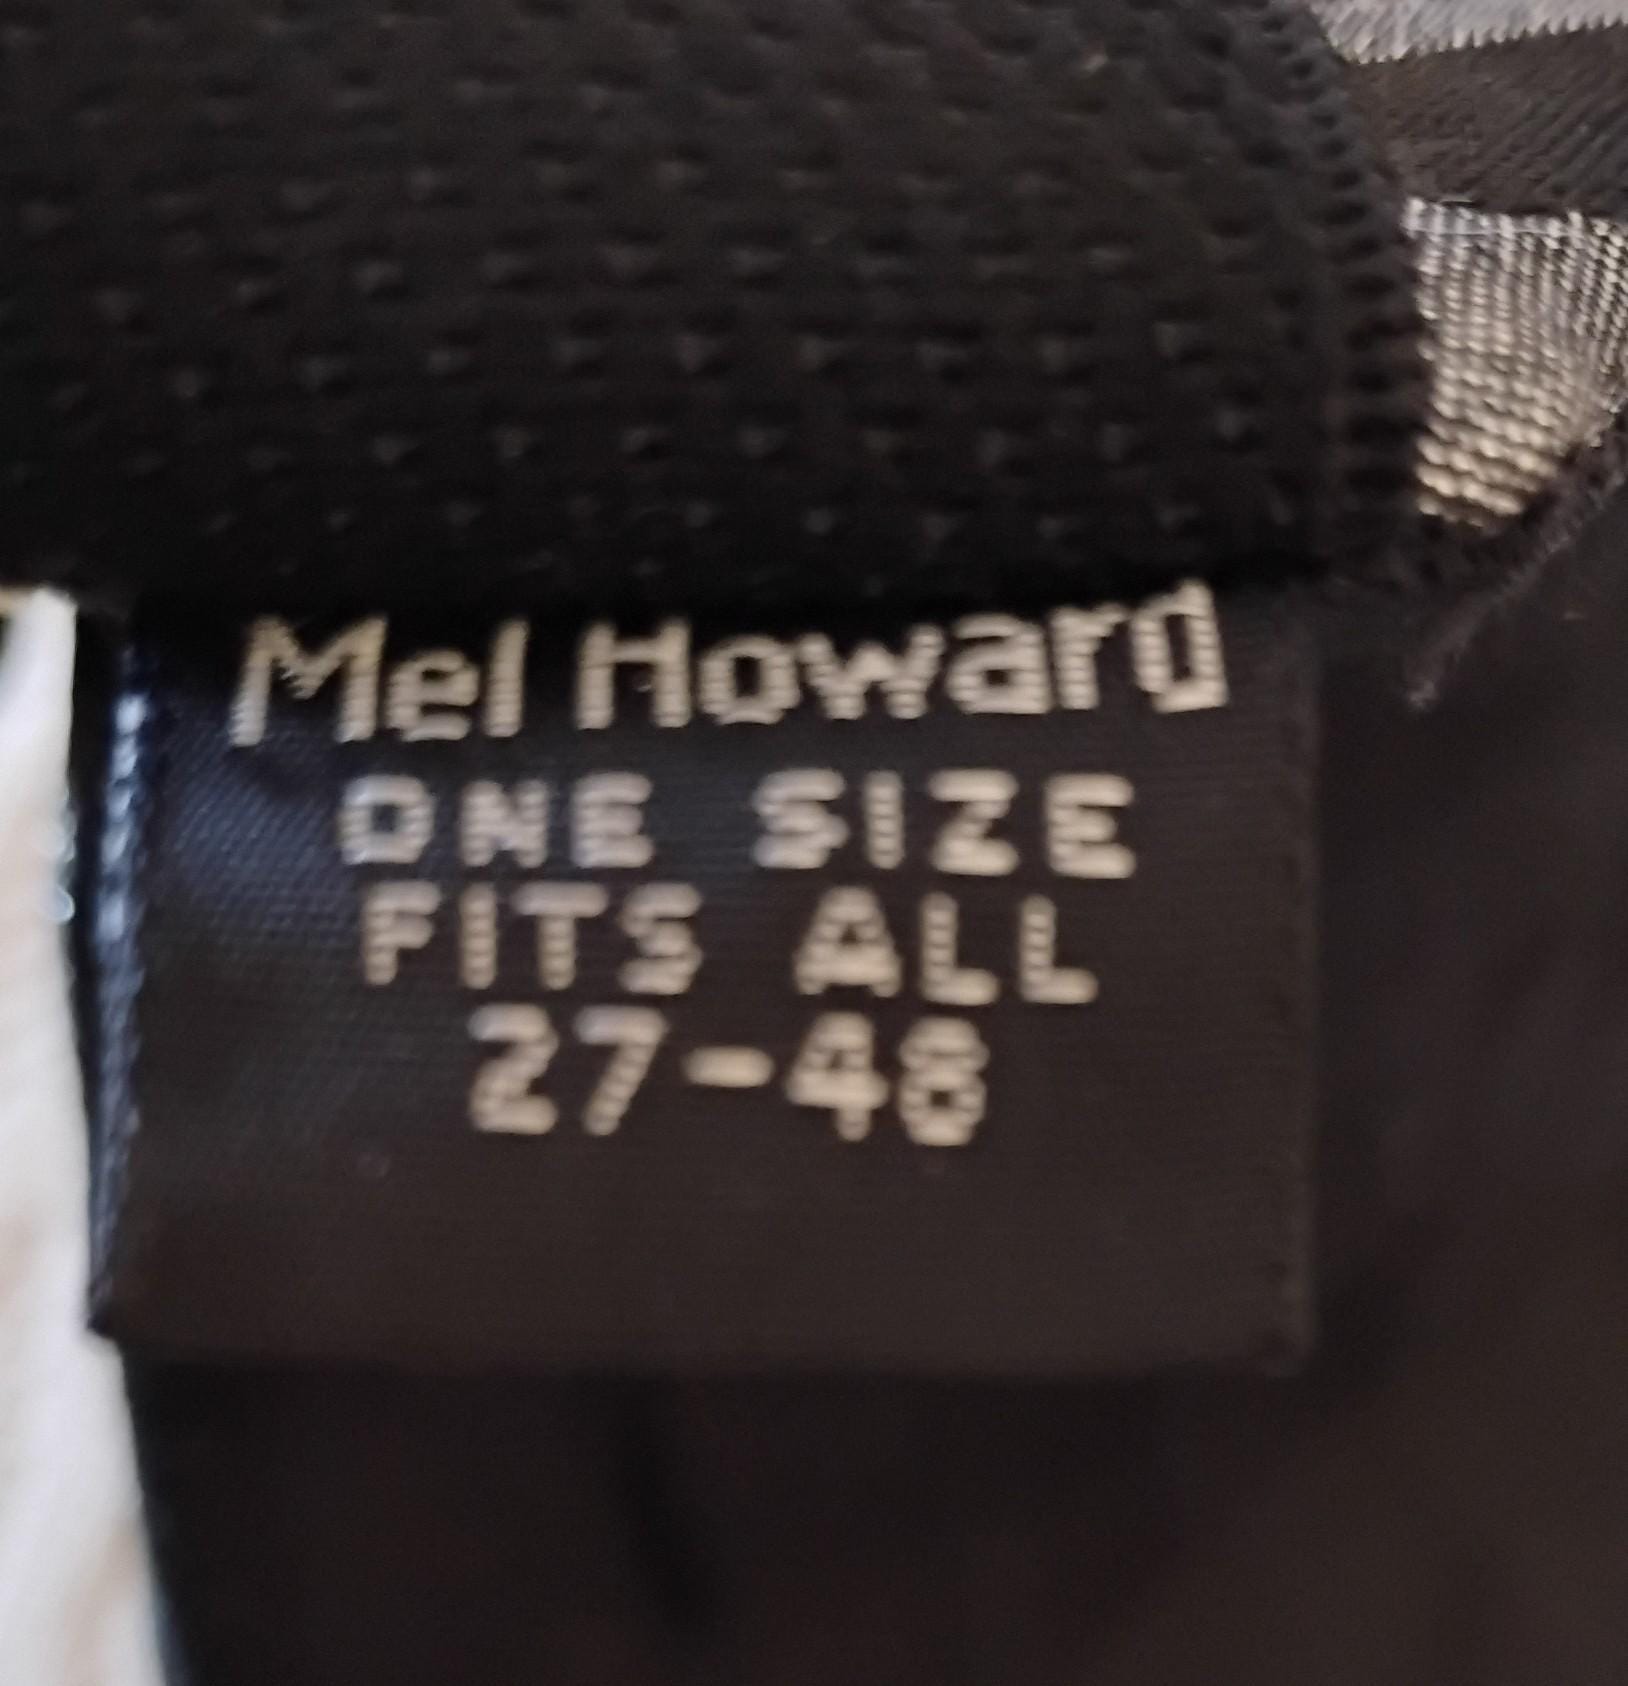 Mel Howard
ONE SIZE
FITS ALL
27-48